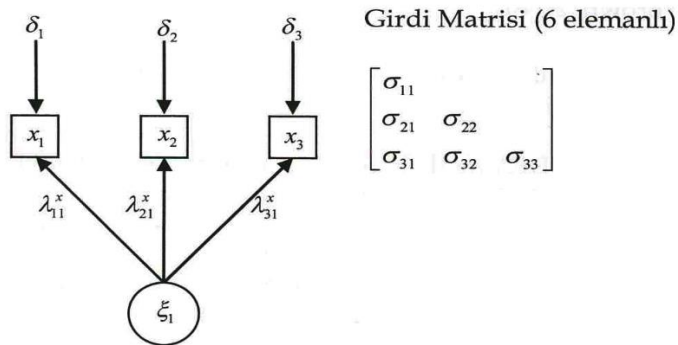 δ₁ δ₂ δ₃ Girdi Matrisi (6 elemanlı)
σ₁₁
x₁ x₂ x₃ σ₂₁ σ₂₂
σ₃₁ σ₃₂ σ₃₃
λ₁₁ˣ λ₂₁ˣ λ₃₁ˣ
ξ₁